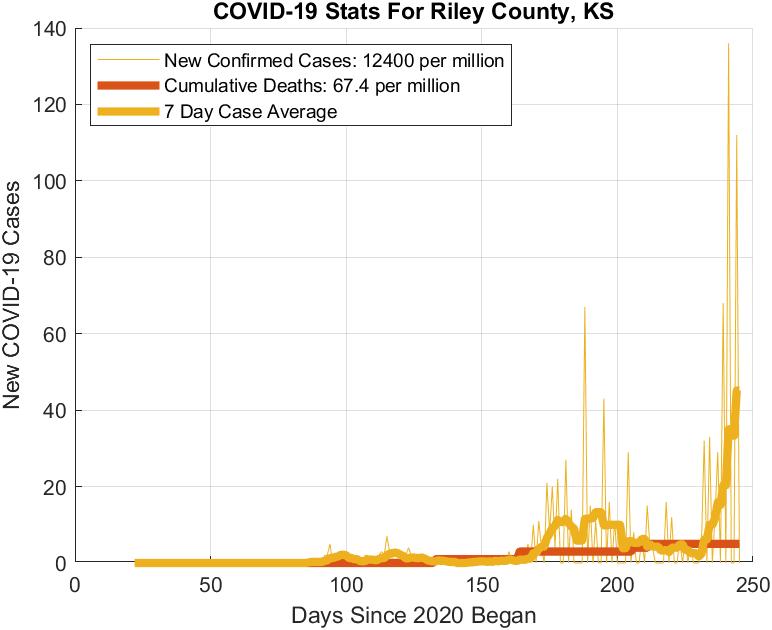 COVID-19 Stats For Riley County, KS
New Confirmed Cases: 12400 per million
Cumulative Deaths: 67.4 per million
7 Day Case Average
New COVID-19 Cases
140
120
100
80
60
40
20
0
0 50 100 150 200 250
Days Since 2020 Began